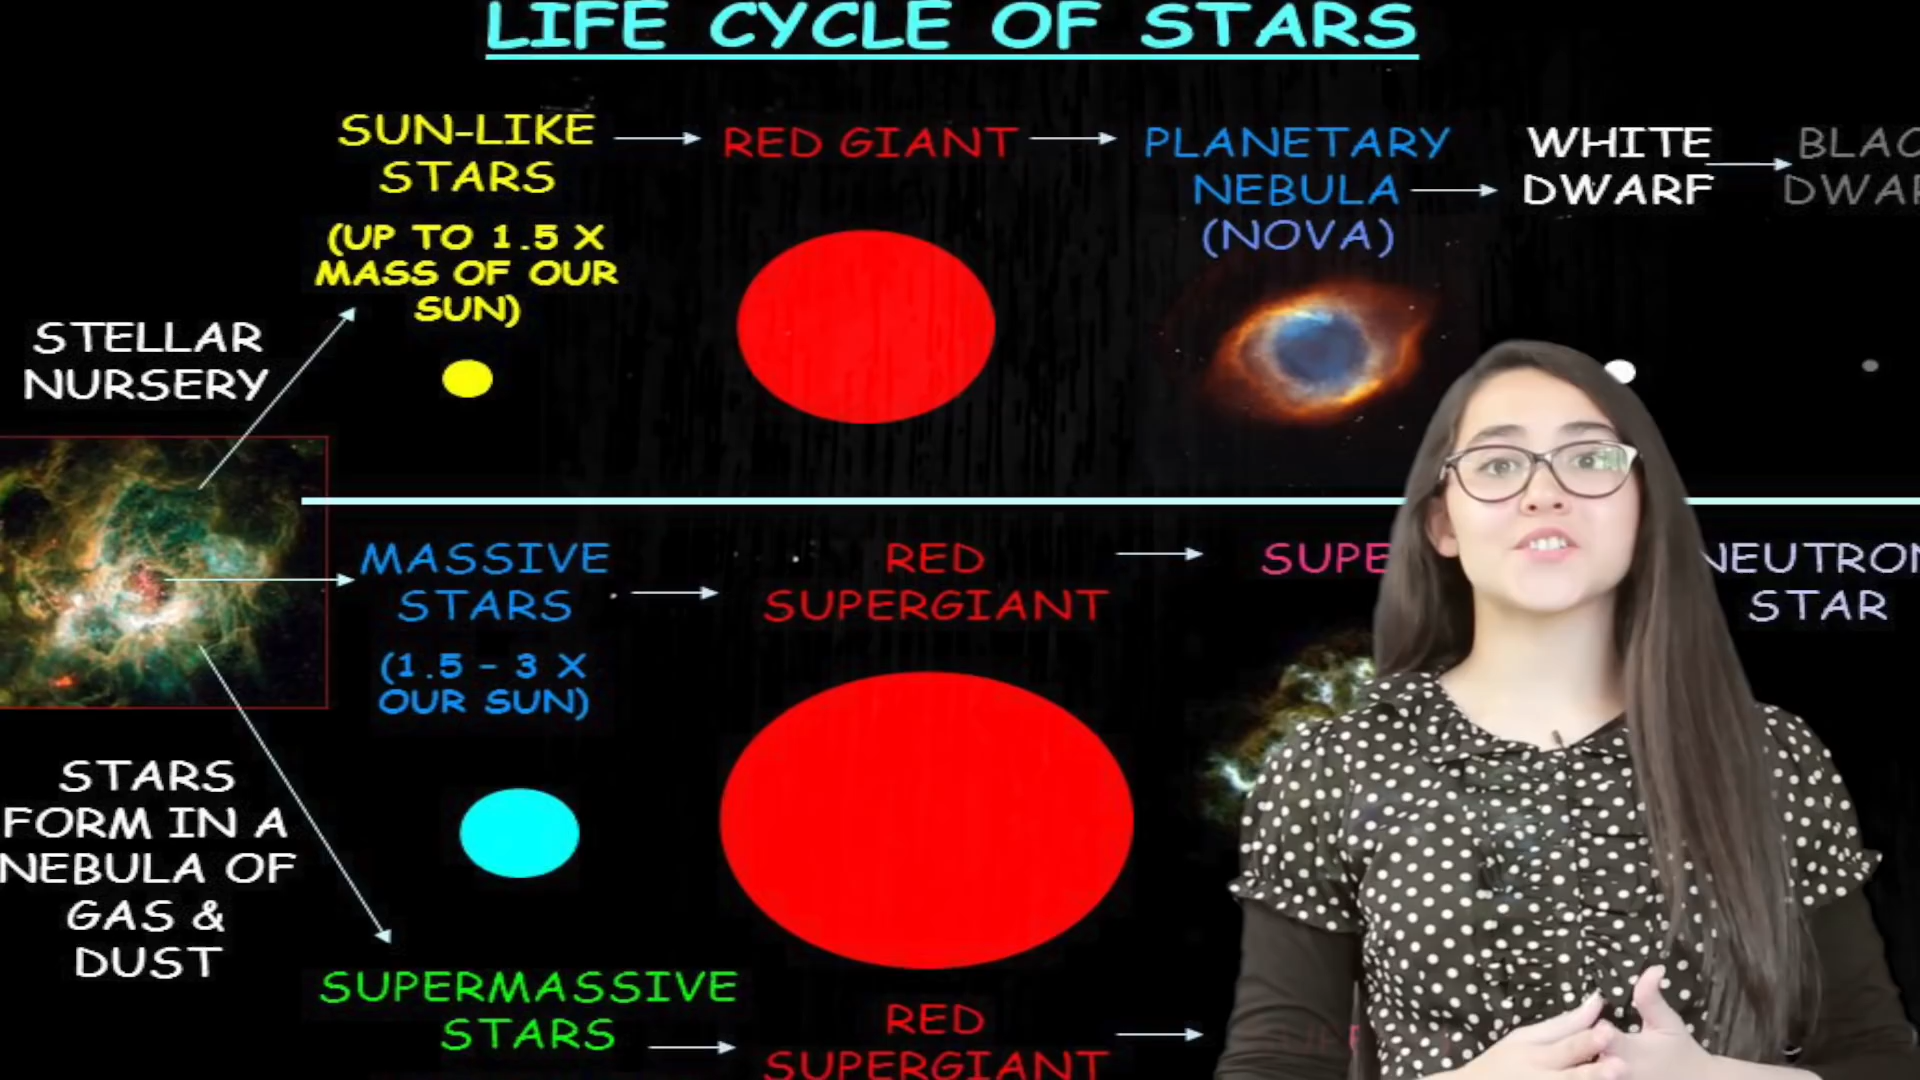 LIFE CYCLE OF STARS
SUN-LIKE
STARS
(UP TO 1.5 X
MASS OF OUR
SUN)
RED GIANT
PLANETARY
NEBULA
(NOVA)
WHITE
DWARF
STELLAR
NURSERY
MASSIVE
STARS
(1.5 - 3 X
OUR SUN)
RED
SUPERGIANT
NEUTRON
STAR
STARS
FORM IN A
NEBULA OF
GAS &
DUST
SUPERMASSIVE
STARS
RED
SUPERGIANT